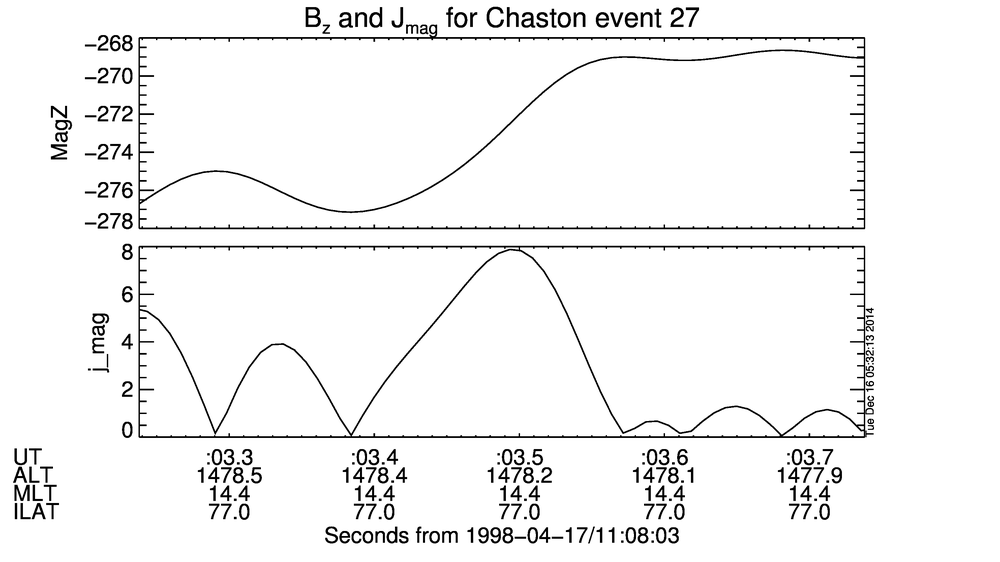 Bz and Jmag for Chaston event 27
−268
−270
−272
−274
−276
−278
MagZ
8
6
4
2
0
j_mag
Tue Dec 16 05:32:13 2014
UT :03.3 :03.4 :03.5 :03.6 :03.7
ALT 1478.5 1478.4 1478.2 1478.1 1477.9
MLT 14.4 14.4 14.4 14.4 14.4
ILAT 77.0 77.0 77.0 77.0 77.0
Seconds from 1998−04−17/11:08:03